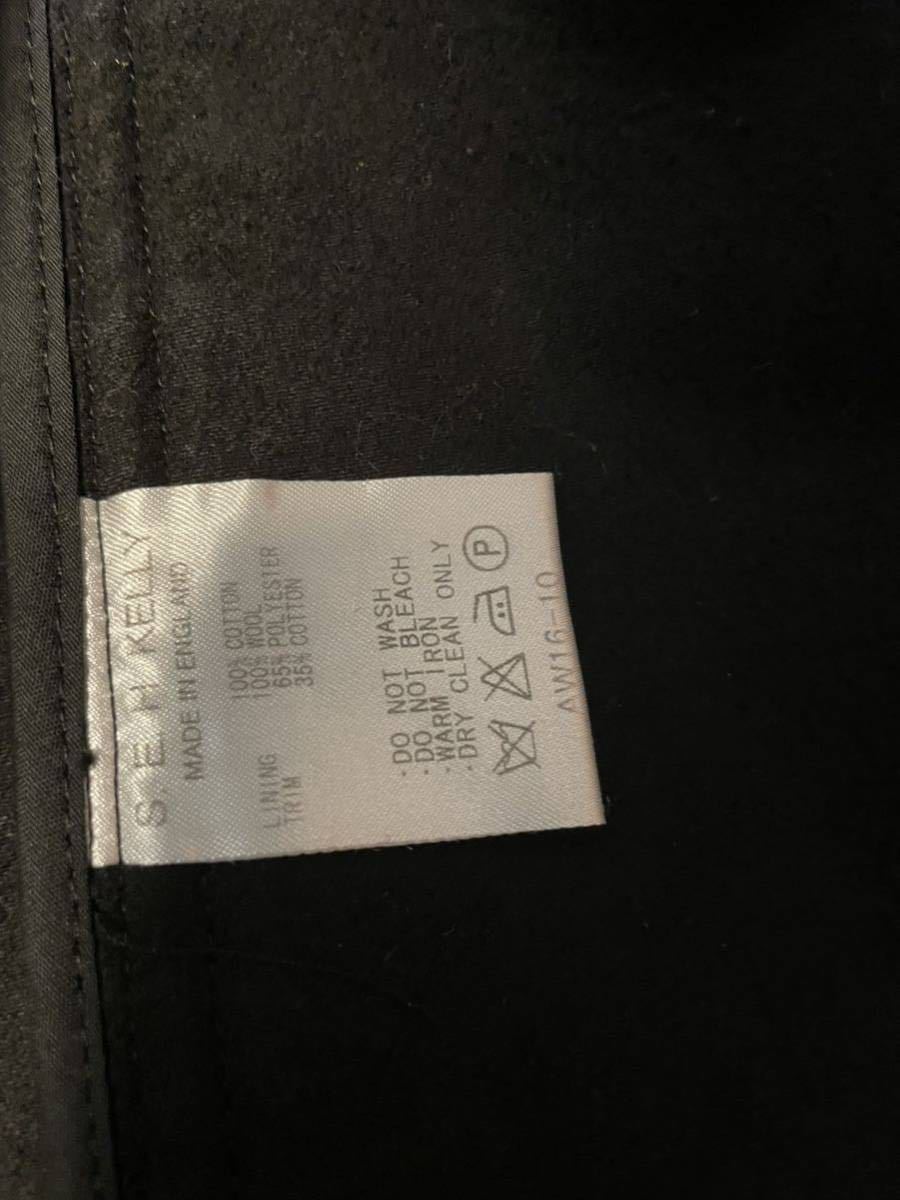 S.E.H KELLY
MADE IN ENGLAND
100% COTTON
LINING 100% WOOL
TRIM 65% POLYESTER
35% COTTON
·DO NOT WASH
·DO NOT BLEACH
·WARM IRON
·DRY CLEAN ONLY
P
AW16-10